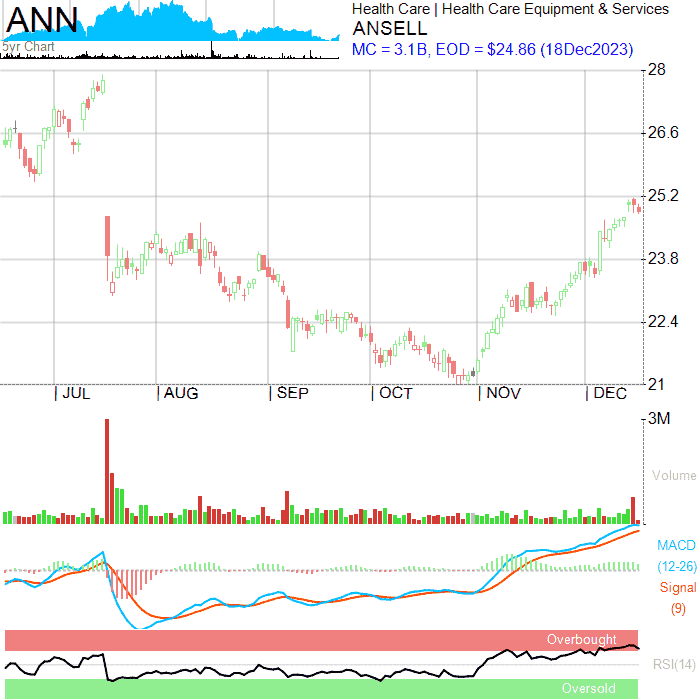 ANN
5yr Chart
Health Care | Health Care Equipment & Services
ANSELL
MC = 3.1B, EOD = $24.86 (18Dec2023)
28
26.6
25.2
23.8
22.4
21
| JUL | AUG | SEP | OCT | NOV | DEC
3M
Volume
MACD
(12-26)
Signal
(9)
Overbought
RSI(14)
Oversold